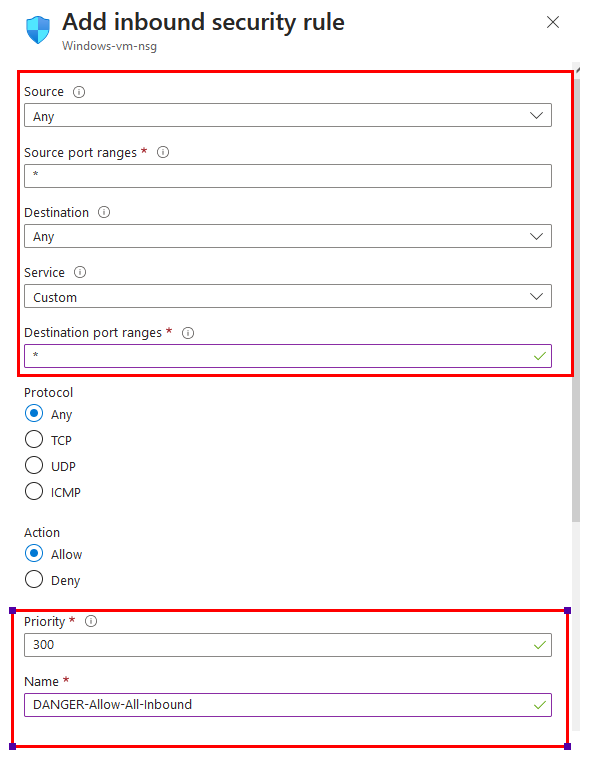 Add inbound security rule
Windows-vm-nsg
Source
Any
Source port ranges *
*
Destination
Any
Service
Custom
Destination port ranges *
*
Protocol
Any
TCP
UDP
ICMP
Action
Allow
Deny
Priority *
300
Name *
DANGER-Allow-All-Inbound